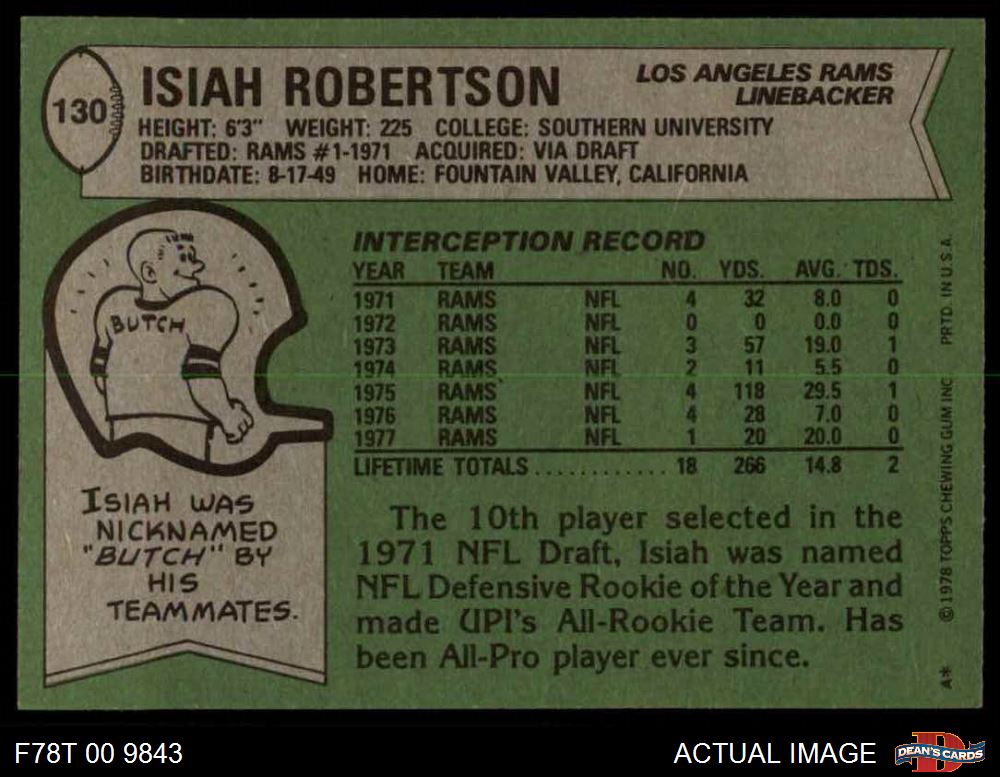 130
ISIAH ROBERTSON
LOS ANGELES RAMS
LINEBACKER
HEIGHT: 6'3" WEIGHT: 225 COLLEGE: SOUTHERN UNIVERSITY
DRAFTED: RAMS #1-1971 ACQUIRED: VIA DRAFT
BIRTHDATE: 8-17-49 HOME: FOUNTAIN VALLEY, CALIFORNIA
BUTCH
ISIAH WAS
NICKNAMED
"BUTCH" BY
HIS
TEAMMATES.
INTERCEPTION RECORD
YEAR TEAM NO. YDS. AVG. TDS.
1971 RAMS NFL 4 32 8.0 0
1972 RAMS NFL 0 0 0.0 0
1973 RAMS NFL 3 57 19.0 1
1974 RAMS NFL 2 11 5.5 0
1975 RAMS NFL 4 118 29.5 1
1976 RAMS NFL 4 28 7.0 0
1977 RAMS NFL 1 20 20.0 0
LIFETIME TOTALS............ 18 266 14.8 2
The 10th player selected in the
1971 NFL Draft, Isiah was named
NFL Defensive Rookie of the Year and
made UPI's All-Rookie Team. Has
been All-Pro player ever since.
A* © 1978 TOPPS CHEWING GUM INC. PRTD. IN U.S.A.
F78T 00 9843
ACTUAL IMAGE
D
DEAN'S CARDS